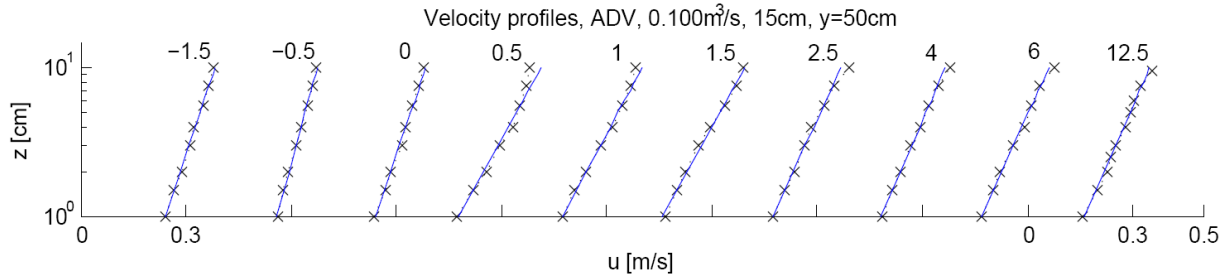 Velocity profiles, ADV, 0.100m³/s, 15cm, y=50cm
−1.5 −0.5 0 0.5 1 1.5 2.5 4 6 12.5
10¹
z [cm]
10⁰
0 0.3 0 0.3 0.5
u [m/s]